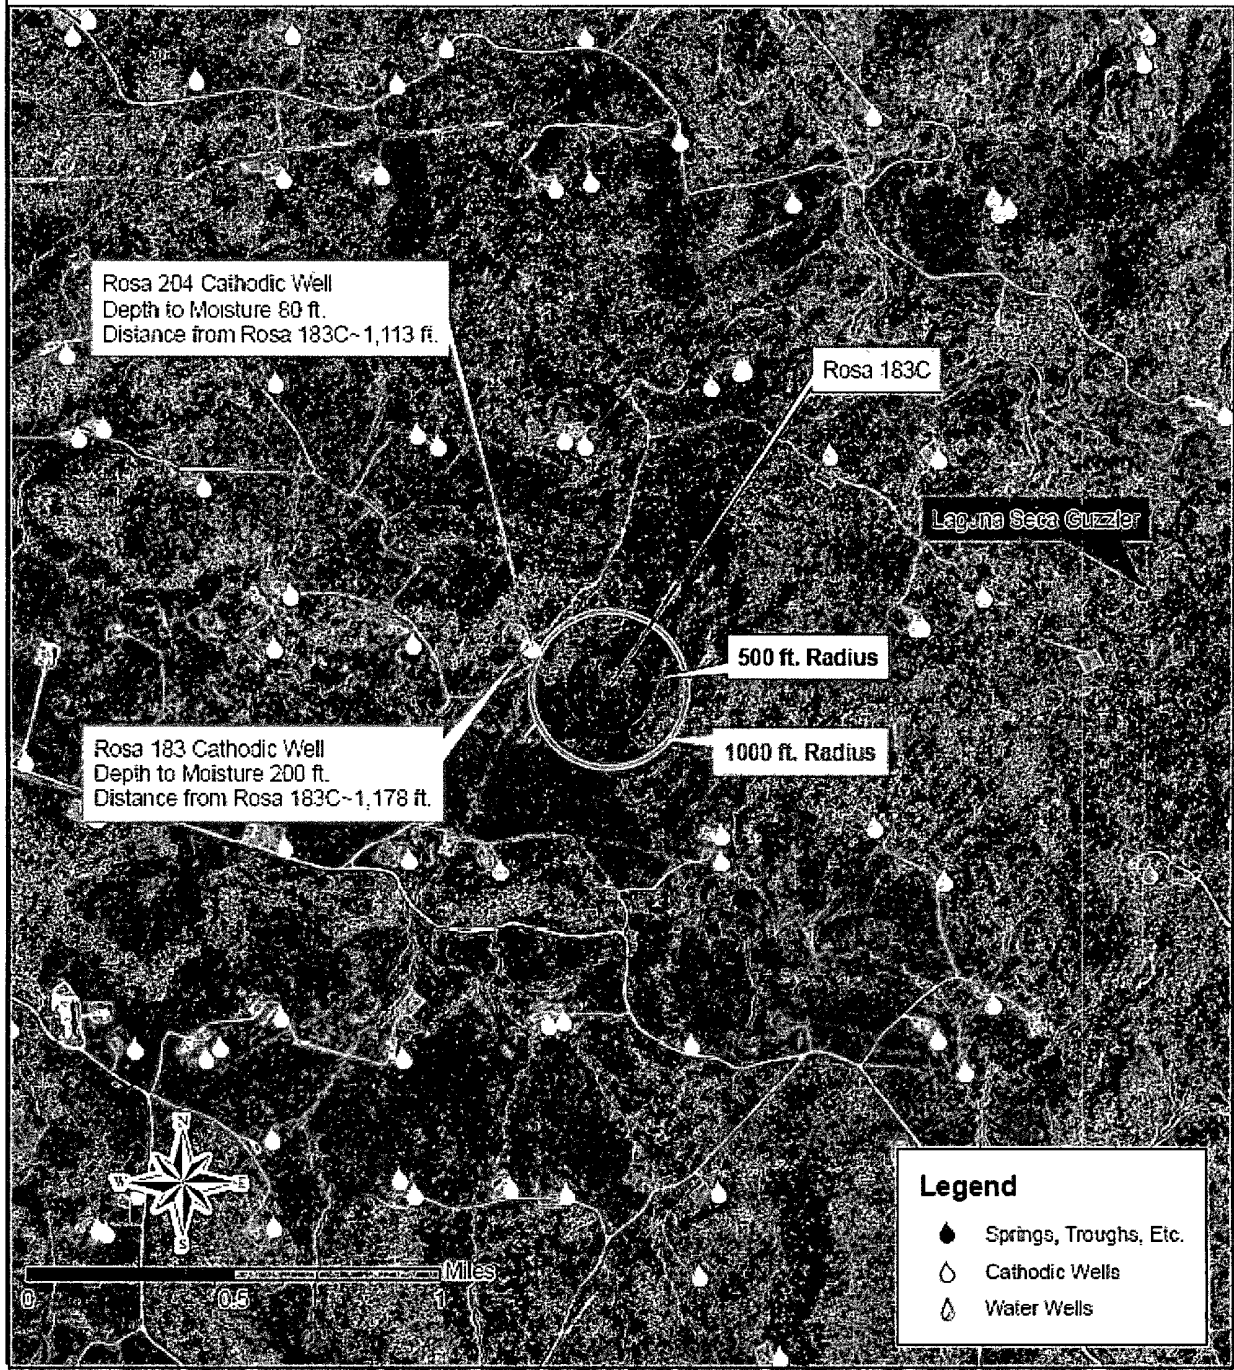 Rosa 204 Cathodic Well
Depth to Moisture 80 ft.
Distance from Rosa 183C~1,113 ft.
Rosa 183C
Laguna Seca Guzzler
500 ft. Radius
1000 ft. Radius
Rosa 183 Cathodic Well
Depth to Moisture 200 ft.
Distance from Rosa 183C~1,178 ft.
N
W
E
S
Miles
0
0.5
1
Legend
Springs, Troughs, Etc.
Cathodic Wells
Water Wells